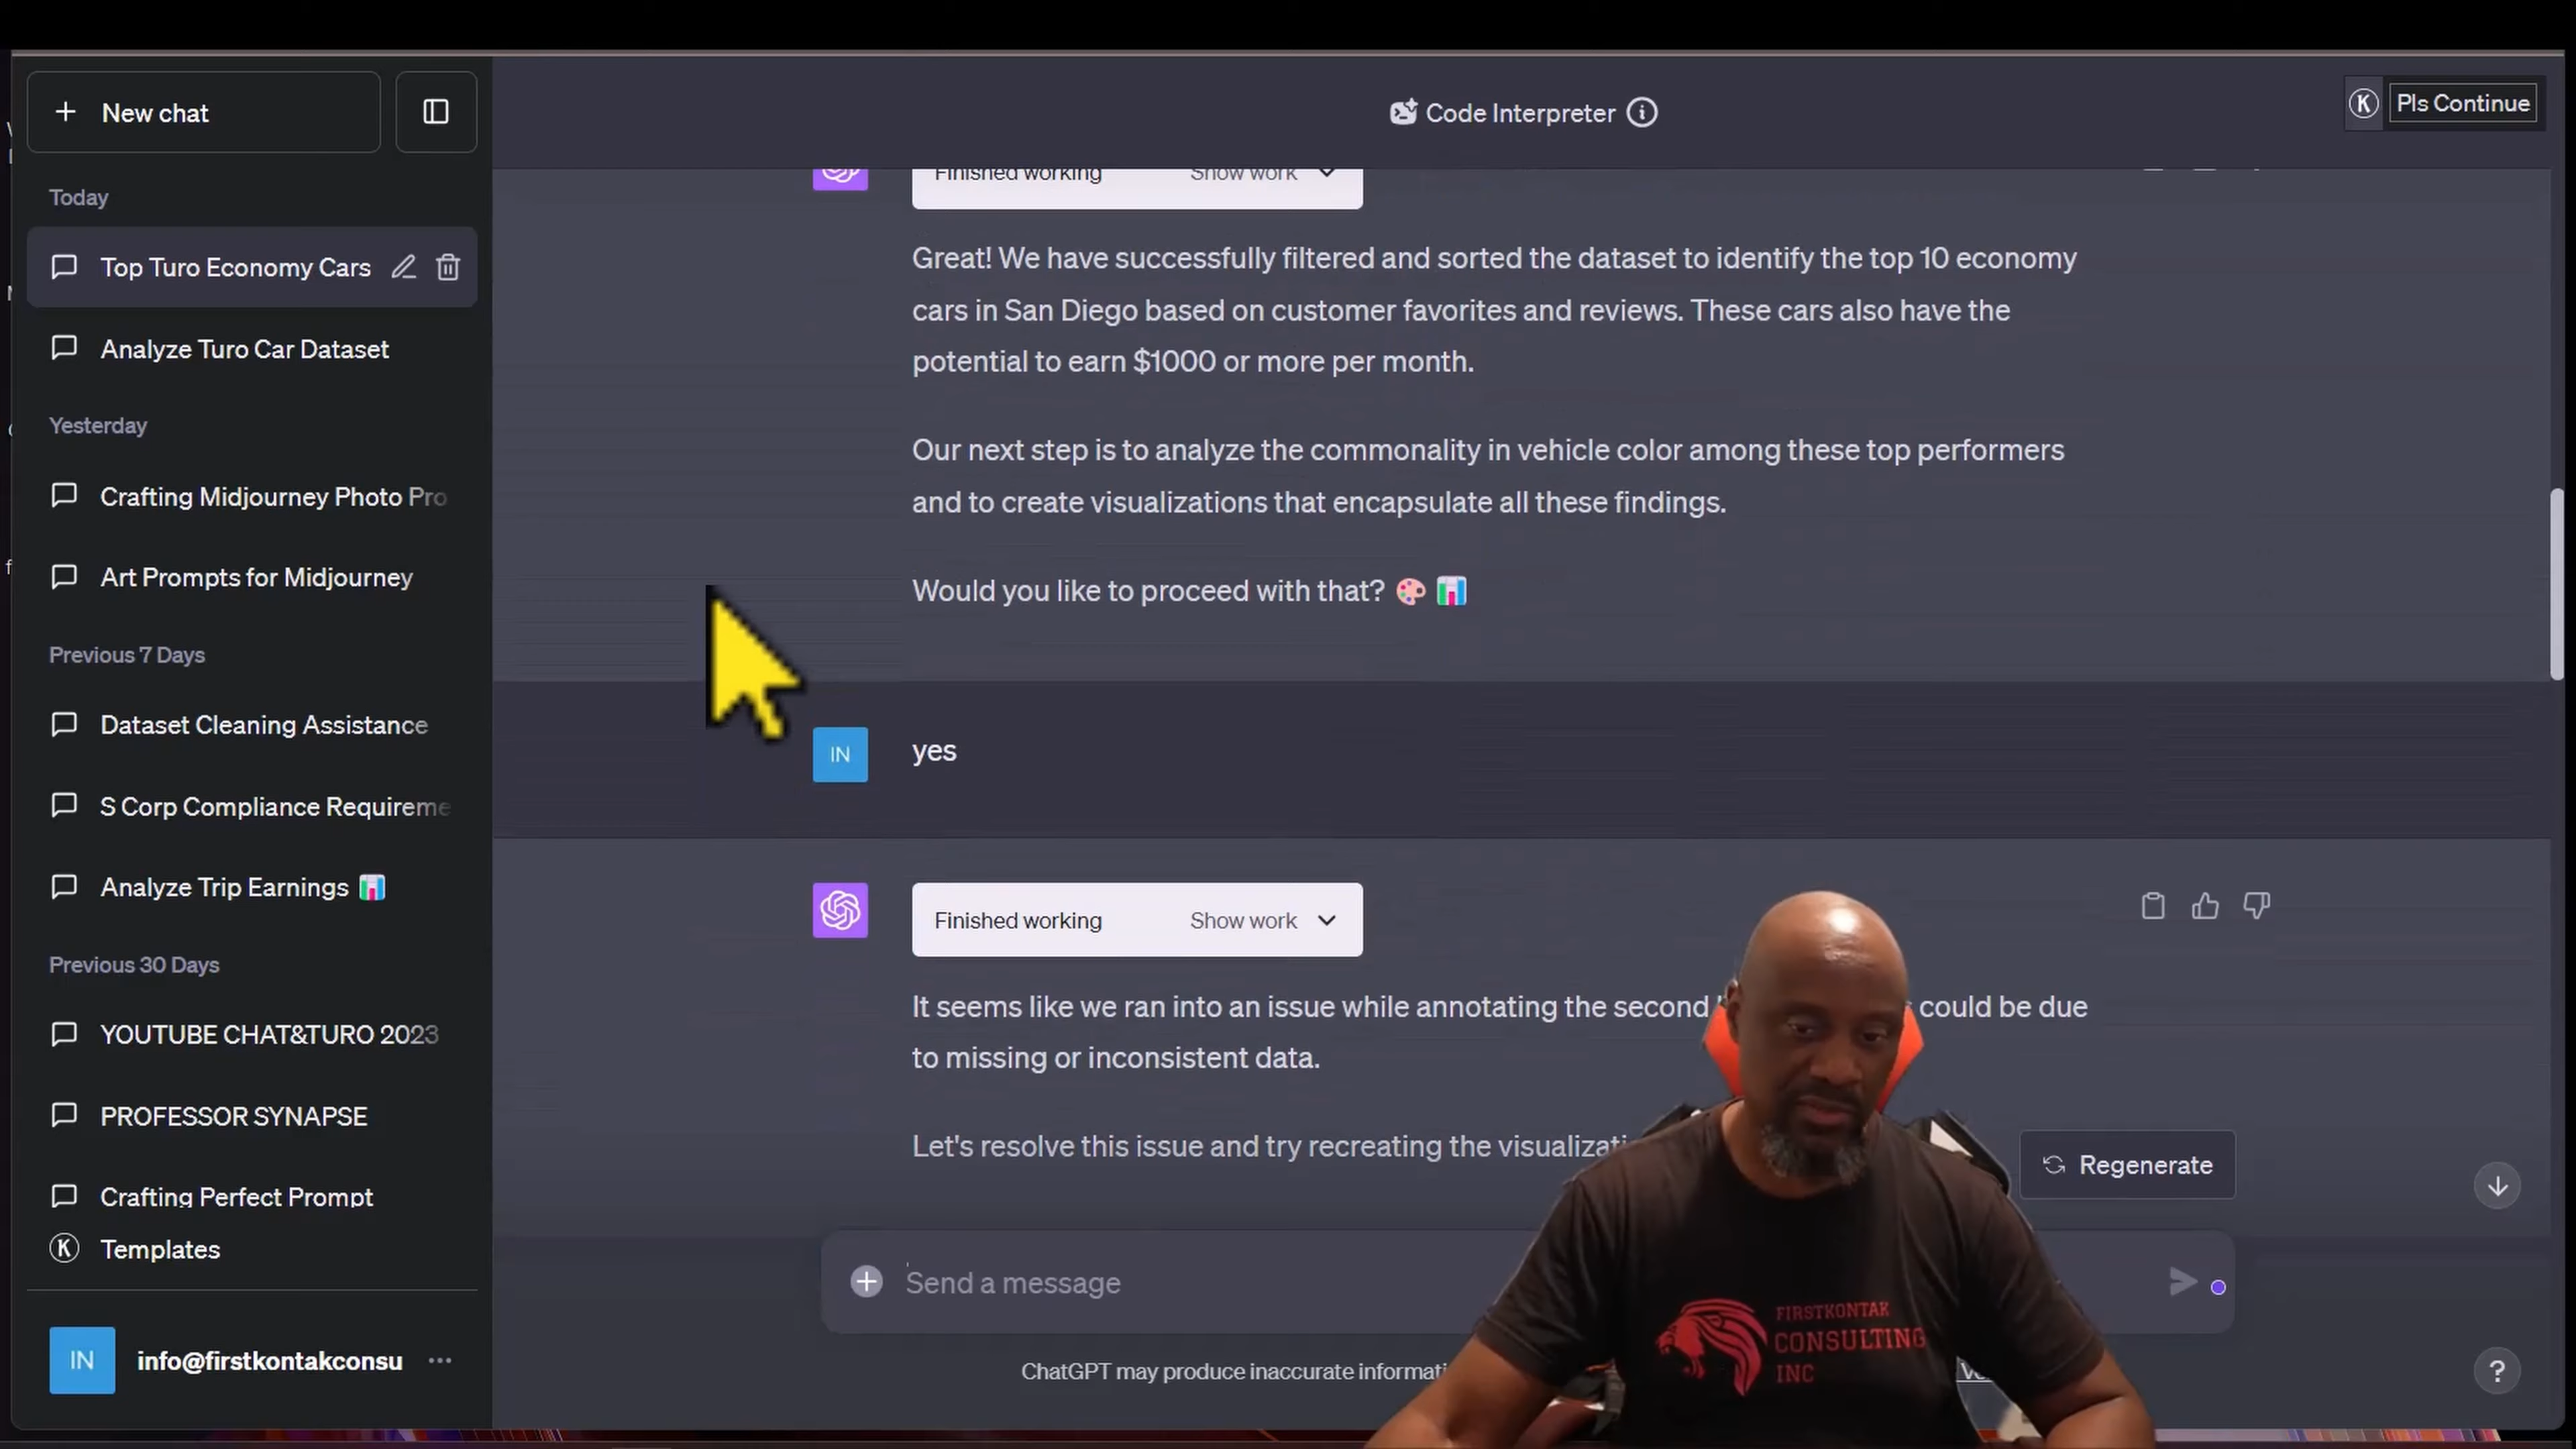 New chat
Code Interpreter
Pls Continue
Today
Top Turo Economy Cars
Analyze Turo Car Dataset
Yesterday
Crafting Midjourney Photo Pro
Art Prompts for Midjourney
Previous 7 Days
Dataset Cleaning Assistance
S Corp Compliance Requireme
Analyze Trip Earnings
Previous 30 Days
YOUTUBE CHAT&TURO 2023
PROFESSOR SYNAPSE
Crafting Perfect Prompt
K Templates
IN info@firstkontakconsu
Finished working Show work
Great! We have successfully filtered and sorted the dataset to identify the top 10 economy
cars in San Diego based on customer favorites and reviews. These cars also have the
potential to earn $1000 or more per month.
Our next step is to analyze the commonality in vehicle color among these top performers
and to create visualizations that encapsulate all these findings.
Would you like to proceed with that?
IN yes
Finished working Show work
It seems like we ran into an issue while annotating the second could be due
to missing or inconsistent data.
Let's resolve this issue and try recreating the
Regenerate
Send a message
ChatGPT may produce inaccurate
FIRSTKONTAK
CONSULTING
INC